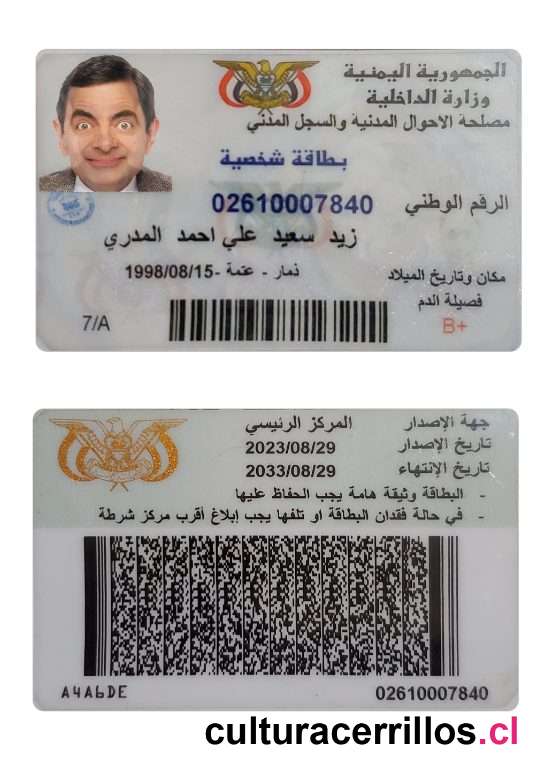 الجمهورية اليمنية
وزارة الداخلية
مصلحة الاحوال المدنية والسجل المدني
بطاقة شخصية
الرقم الوطني 02610007840
زيد سعيد علي احمد المدري
مكان وتاريخ الميلاد ذمار - عتمة -1998/08/15
فصيلة الدم
B+
7/A
جهة الإصدار المركز الرئيسي
تاريخ الإصدار 2023/08/29
تاريخ الإنتهاء 2033/08/29
- البطاقة وثيقة هامة يجب الحفاظ عليها
- في حالة فقدان البطاقة او تلفها يجب إبلاغ أقرب مركز شرطة
A4A6DE 02610007840
culturacerrillos.cl